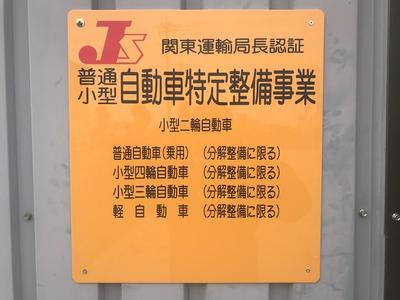 JS 関東運輸局長認証
普通
小型 自動車特定整備事業
小型二輪自動車
普通自動車(乗用) (分解整備に限る)
小型四輪自動車 (分解整備に限る)
小型三輪自動車 (分解整備に限る)
軽自動車 (分解整備に限る)